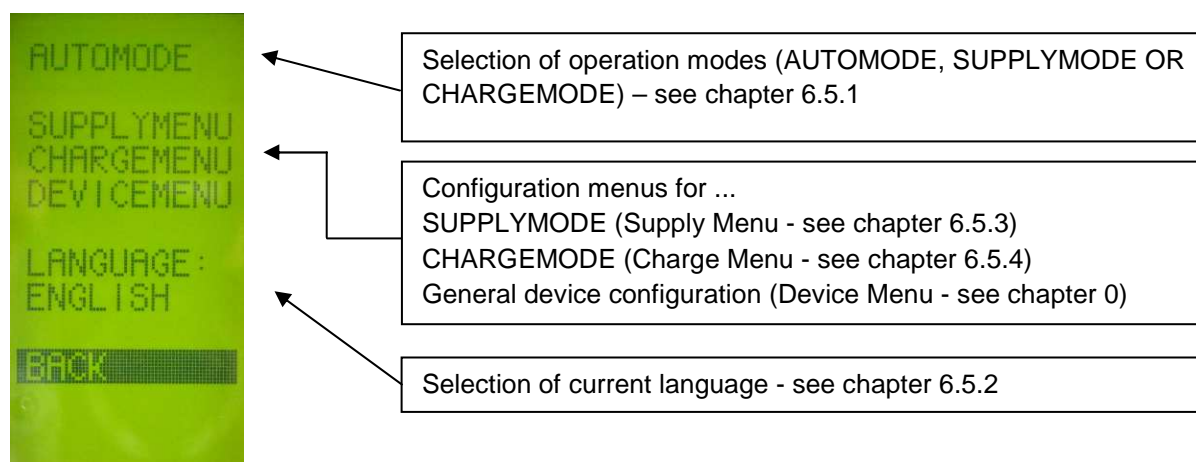 AUTOMODE
SUPPLYMENU
CHARGEMENU
DEVICEMENU
LANGUAGE:
ENGLISH
BACK
Selection of operation modes (AUTOMODE, SUPPLYMODE OR
CHARGEMODE) – see chapter 6.5.1
Configuration menus for ...
SUPPLYMODE (Supply Menu - see chapter 6.5.3)
CHARGEMODE (Charge Menu - see chapter 6.5.4)
General device configuration (Device Menu - see chapter 0)
Selection of current language - see chapter 6.5.2